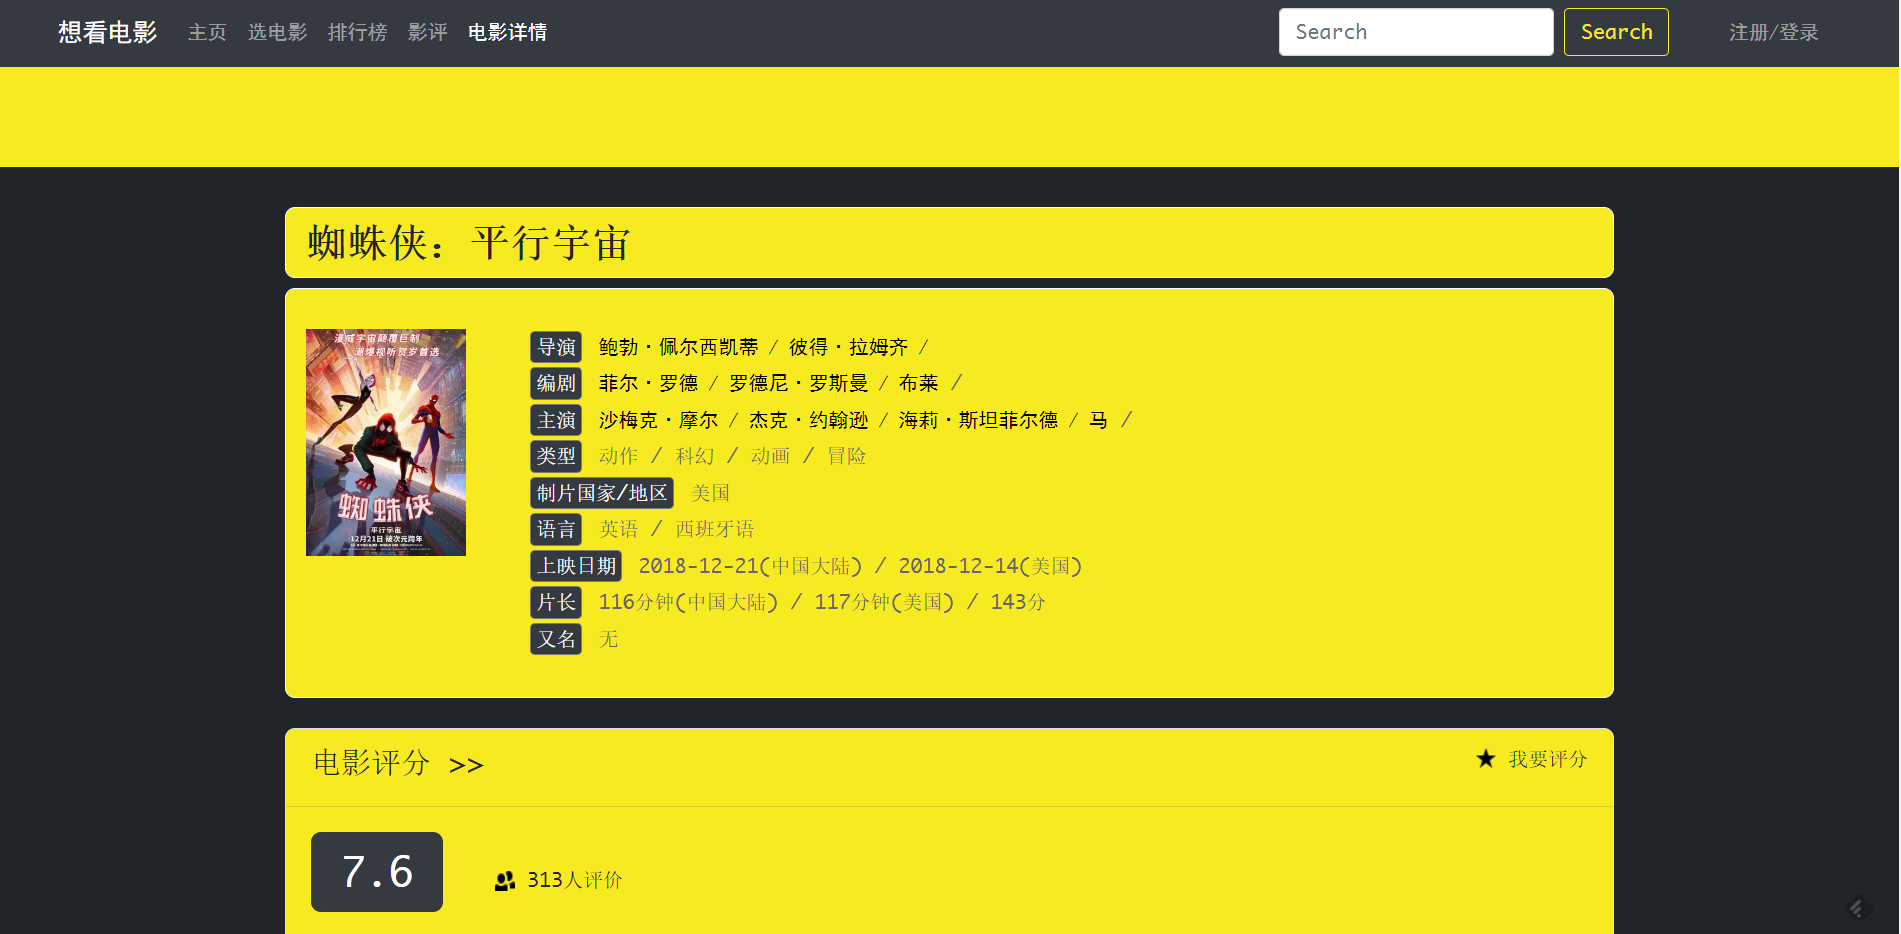 想看电影 主页 选电影 排行榜 影评 电影详情 Search Search 注册/登录
蜘蛛侠：平行宇宙
漫威宇宙颠覆巨制
潮爆视听贺岁首选
蜘蛛侠
平行宇宙
12月21日 破次元跨年
导演 鲍勃·佩尔西凯蒂 / 彼得·拉姆齐 /
编剧 菲尔·罗德 / 罗德尼·罗斯曼 / 布莱 /
主演 沙梅克·摩尔 / 杰克·约翰逊 / 海莉·斯坦菲尔德 / 马 /
类型 动作 / 科幻 / 动画 / 冒险
制片国家/地区 美国
语言 英语 / 西班牙语
上映日期 2018-12-21(中国大陆) / 2018-12-14(美国)
片长 116分钟(中国大陆) / 117分钟(美国) / 143分
又名 无
电影评分 >> ★ 我要评分
7.6 313人评价